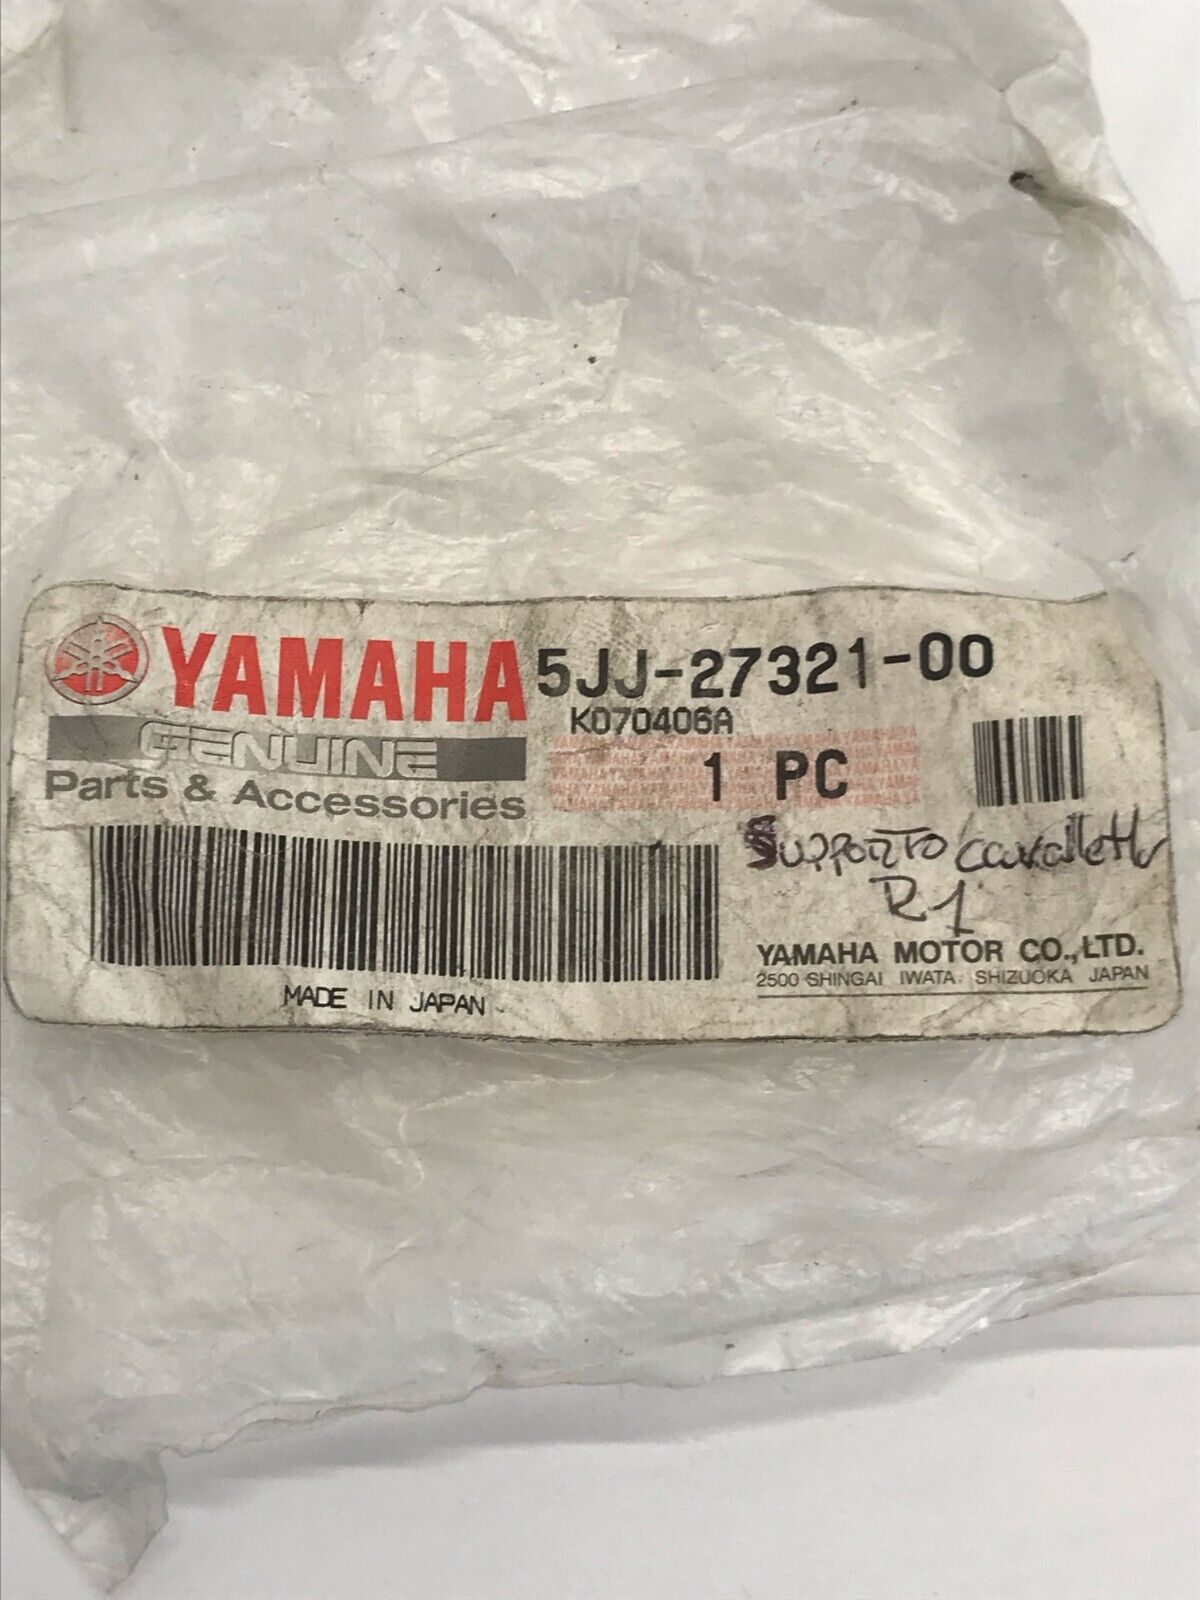 YAMAHA 5JJ-27321-00
K070406A
GENUINE
Parts & Accessories
1 PC
Supporto cavalletto
R1
YAMAHA MOTOR CO.,LTD.
2500 SHINGAI IWATA SHIZUOKA JAPAN
MADE IN JAPAN